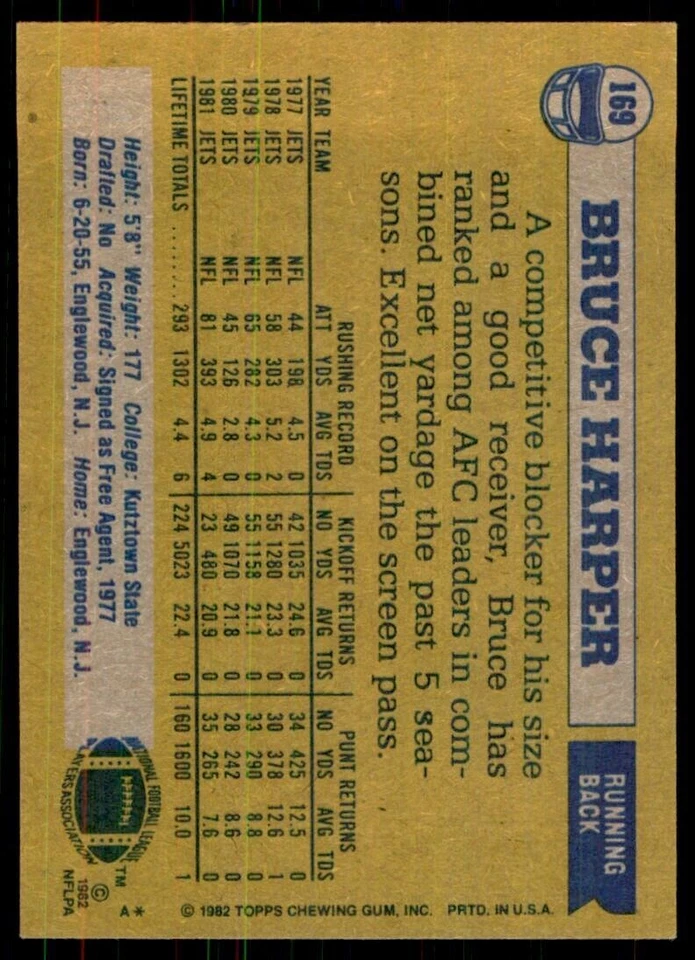 169
BRUCE HARPER
RUNNING
BACK
A competitive blocker for his size
and a good receiver, Bruce has
ranked among AFC leaders in com-
bined net yardage the past 5 sea-
sons. Excellent on the screen pass.
RUSHING RECORD KICKOFF RETURNS PUNT RETURNS
YEAR TEAM ATT YDS AVG TDS NO YDS AVG TDS NO YDS AVG TDS
1977 JETS NFL 44 198 4.5 0 42 1035 24.6 0 34 425 12.5 0
1978 JETS NFL 58 303 5.2 2 55 1280 23.3 0 30 378 12.6 1
1979 JETS NFL 65 282 4.3 0 55 1158 21.1 0 33 290 8.8 0
1980 JETS NFL 45 126 2.8 0 49 1070 21.8 0 28 242 8.6 0
1981 JETS NFL 81 393 4.9 4 23 480 20.9 0 35 265 7.6 0
LIFETIME TOTALS ........ 293 1302 4.4 6 224 5023 22.4 0 160 1600 10.0 1
Height: 5'8" Weight: 177 College: Kutztown State
Drafted: No Acquired: Signed as Free Agent, 1977
Born: 6-20-55, Englewood, N.J. Home: Englewood, N.J.
NATIONAL FOOTBALL LEAGUE
PLAYERS ASSOCIATION
TM
©
1982
NFLPA
A*
© 1982 TOPPS CHEWING GUM, INC. PRTD. IN U.S.A.